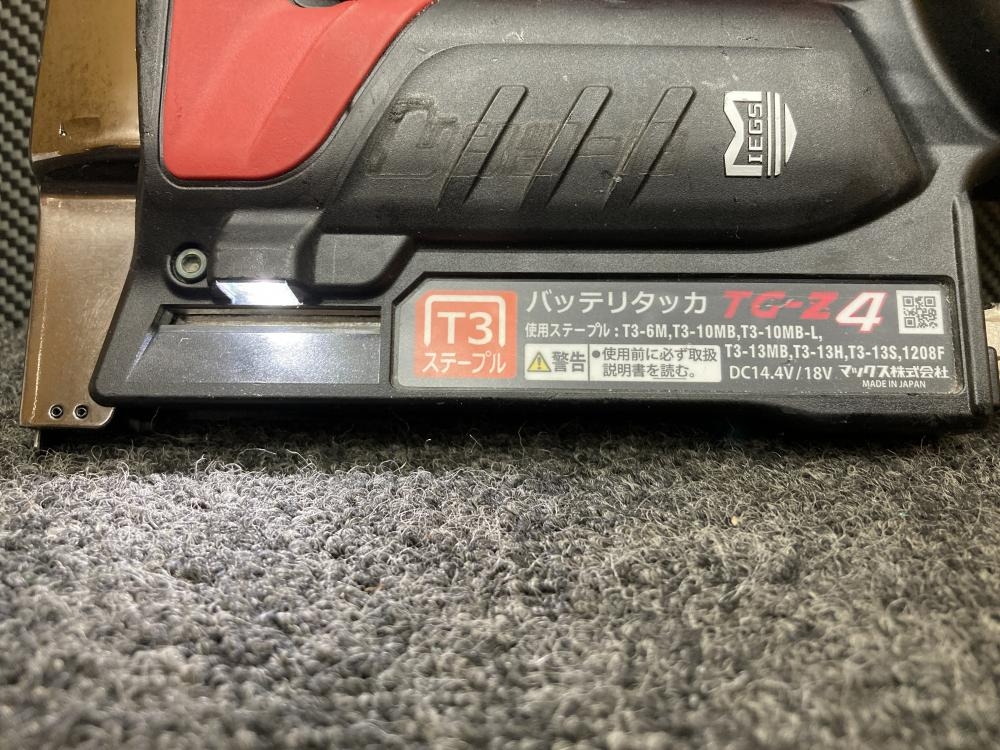 MIEGS
T3
ステープル
バッテリタッカ TG-Z4
使用ステープル:T3-6M,T3-10MB,T3-10MB-L,
T3-13MB,T3-13H,T3-13S,1208F
警告
●使用前に必ず取扱
説明書を読む。
DC14.4V/18V マックス株式会社
MADE IN JAPAN